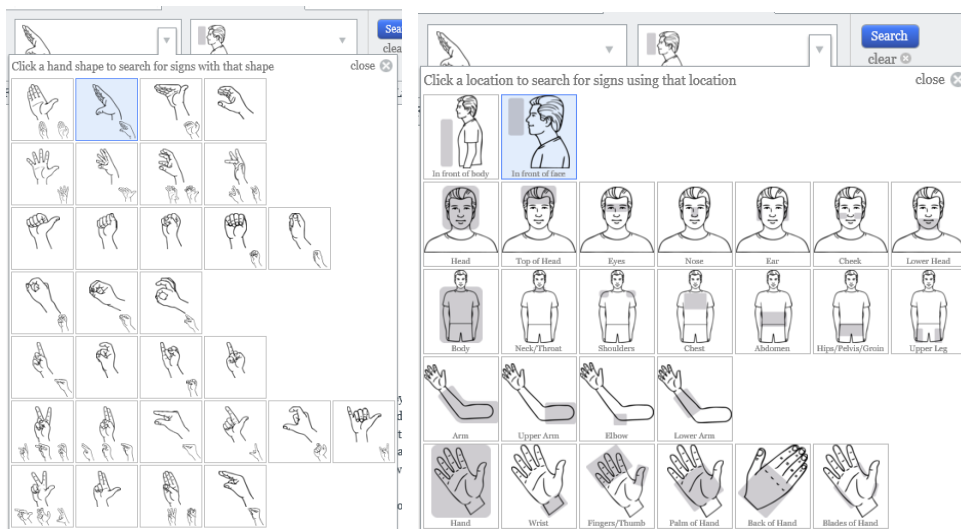 Sea
clear
Click a hand shape to search for signs with that shape
close
Search
clear
Click a location to search for signs using that location
close
In front of body
In front of face
Head
Top of Head
Eyes
Nose
Ear
Cheek
Lower Head
Body
Neck/Throat
Shoulders
Chest
Abdomen
Hips/Pelvis/Groin
Upper Leg
Arm
Upper Arm
Elbow
Lower Arm
Hand
Wrist
Fingers/Thumb
Palm of Hand
Back of Hand
Blades of Hand